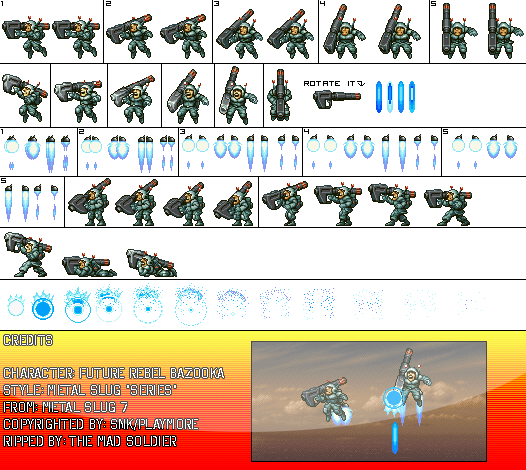 1 2 3 4 5
ROTATE IT
1 2 3 4 5
5
CREDITS
CHARACTER: FUTURE REBEL BAZOOKA
STYLE: METAL SLUG "SERIES"
FROM: METAL SLUG 7
COPYRIGHTED BY: SNK/PLAYMORE
RIPPED BY: THE MAD SOLDIER